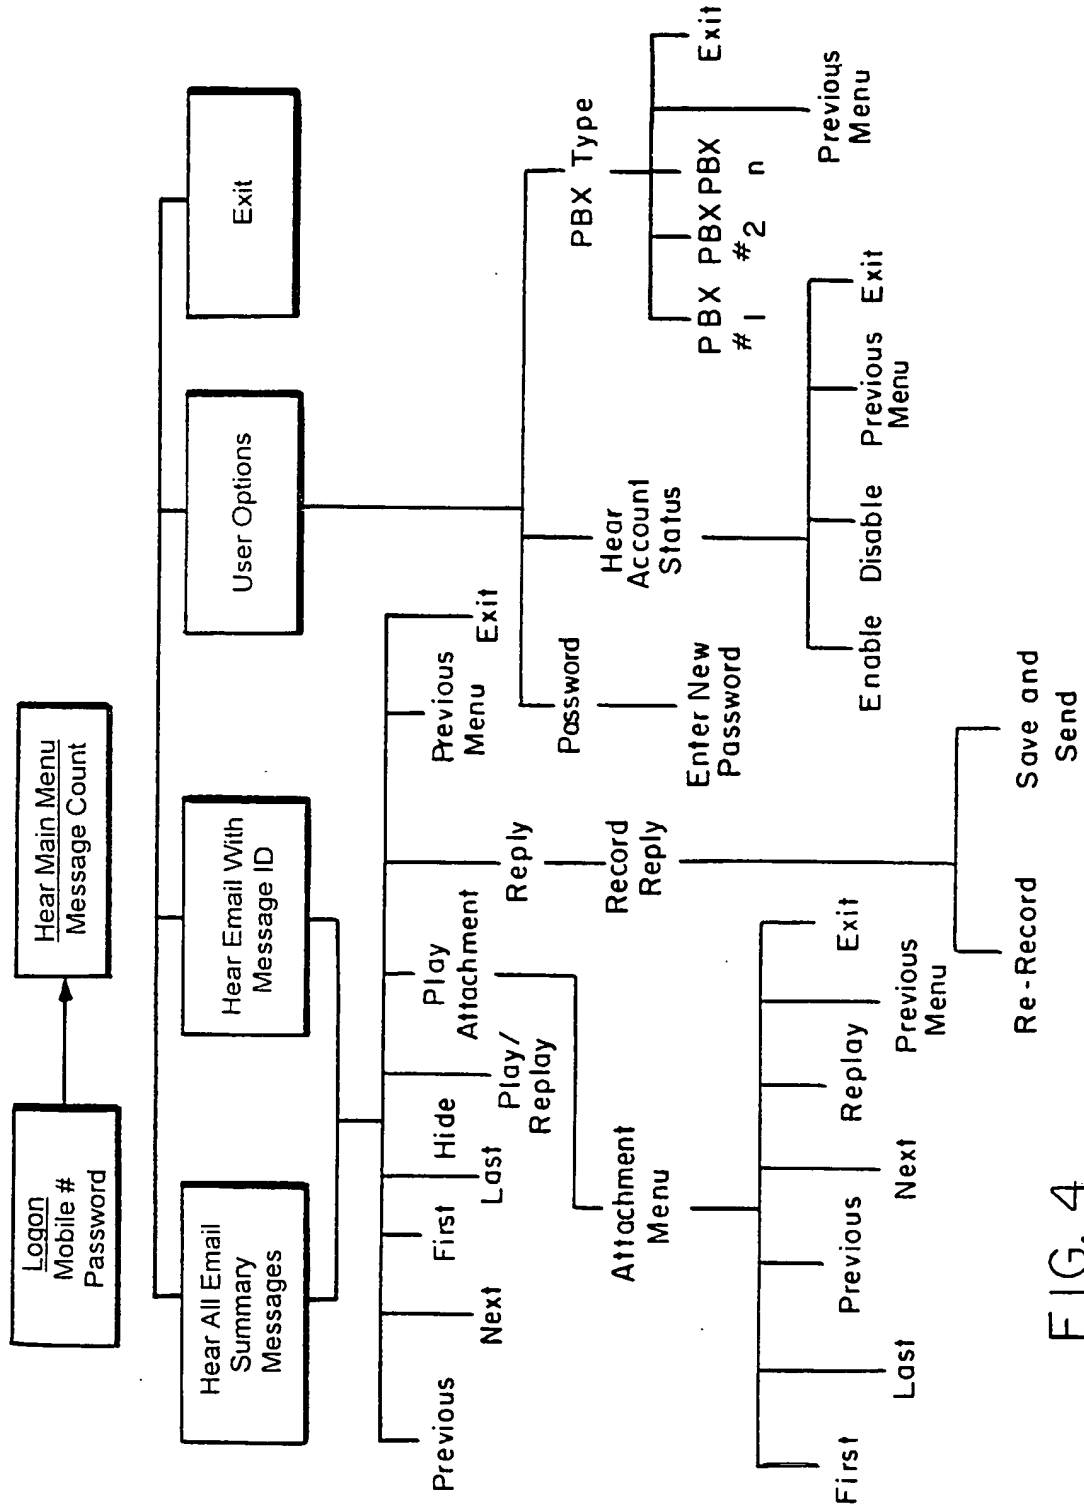 Logon
Mobile #
Password
Hear Main Menu
Message Count
Hear All Email
Summary
Messages
Hear Email With
Message ID
User Options
Exit
Previous
Next
First
Last
Hide
Play/
Replay
Play
Attachment
Reply
Previous
Menu
Exit
Record
Reply
Attachment
Menu
First
Last
Previous
Next
Replay
Previous
Menu
Exit
Re-Record
Save and
Send
Password
Enter New
Password
Hear
Account
Status
Enable
Disable
Previous
Menu
Exit
PBX Type
PBX
#1
PBX
#2
PBX
n
Previous
Menu
Exit
FIG. 4